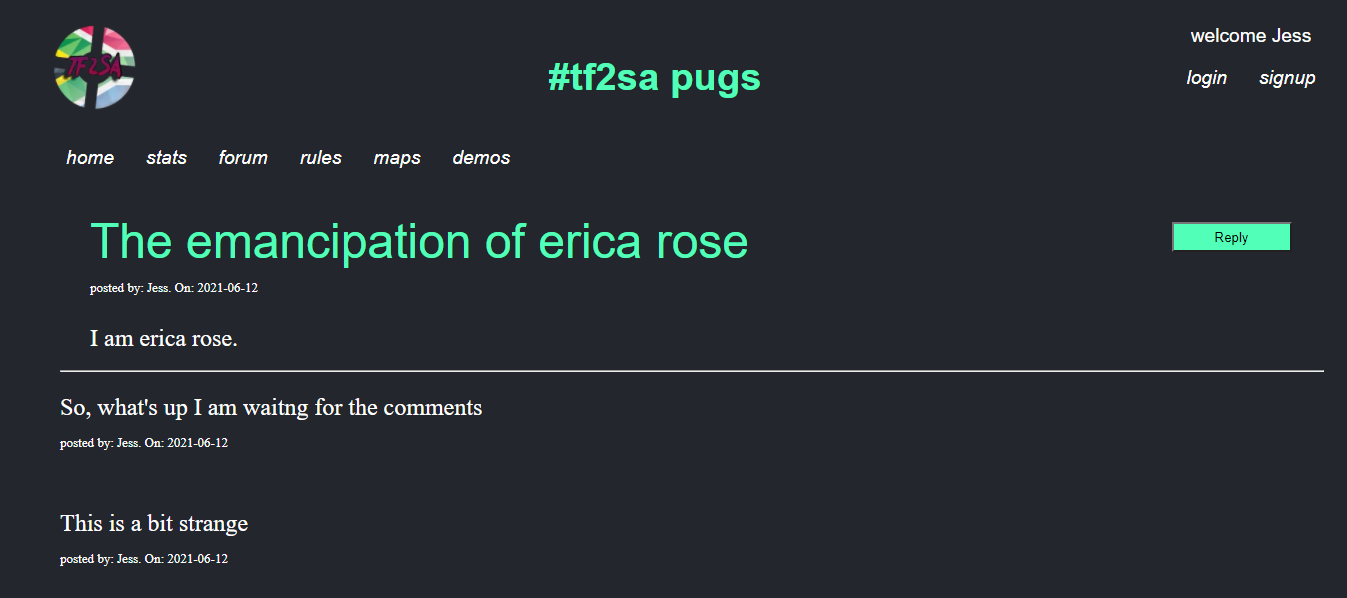 TF2SA
welcome Jess
#tf2sa pugs
login signup
home stats forum rules maps demos
The emancipation of erica rose
Reply
posted by: Jess. On: 2021-06-12
I am erica rose.
So, what's up I am waitng for the comments
posted by: Jess. On: 2021-06-12
This is a bit strange
posted by: Jess. On: 2021-06-12